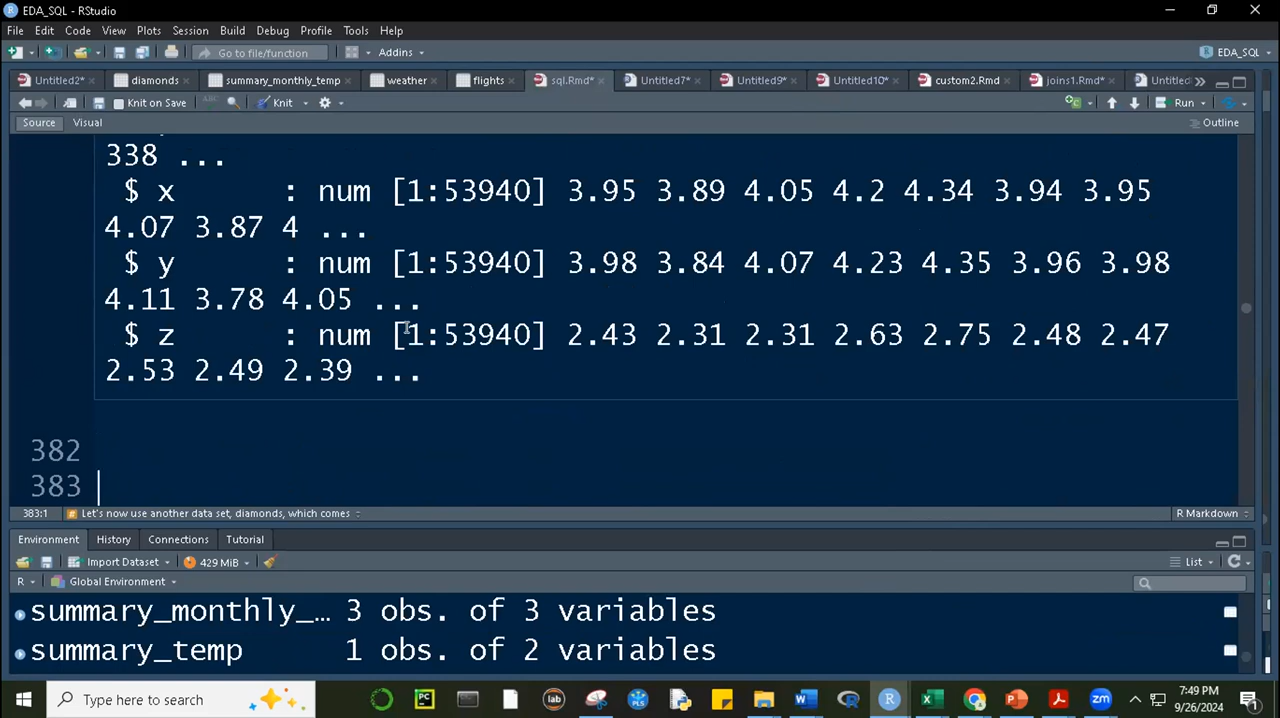 EDA_SQL - RStudio
File Edit Code View Plots Session Build Debug Profile Tools Help
Go to file/function Addins EDA_SQL
Untitled2* diamonds summary_monthly_temp weather flights sql.Rmd* Untitled7* Untitled9* Untitled10* custom2.Rmd joins1.Rmd* Untitled
Knit on Save ABC Knit Run
Source Visual Outline
338 ...
$ x : num [1:53940] 3.95 3.89 4.05 4.2 4.34 3.94 3.95
4.07 3.87 4 ...
$ y : num [1:53940] 3.98 3.84 4.07 4.23 4.35 3.96 3.98
4.11 3.78 4.05 ...
$ z : num [1:53940] 2.43 2.31 2.31 2.63 2.75 2.48 2.47
2.53 2.49 2.39 ...
382
383
383:1 # Let's now use another data set, diamonds, which comes R Markdown
Environment History Connections Tutorial
Import Dataset 429 MiB List
R Global Environment
summary_monthly_... 3 obs. of 3 variables
summary_temp 1 obs. of 2 variables
Type here to search 7:49 PM
9/26/2024